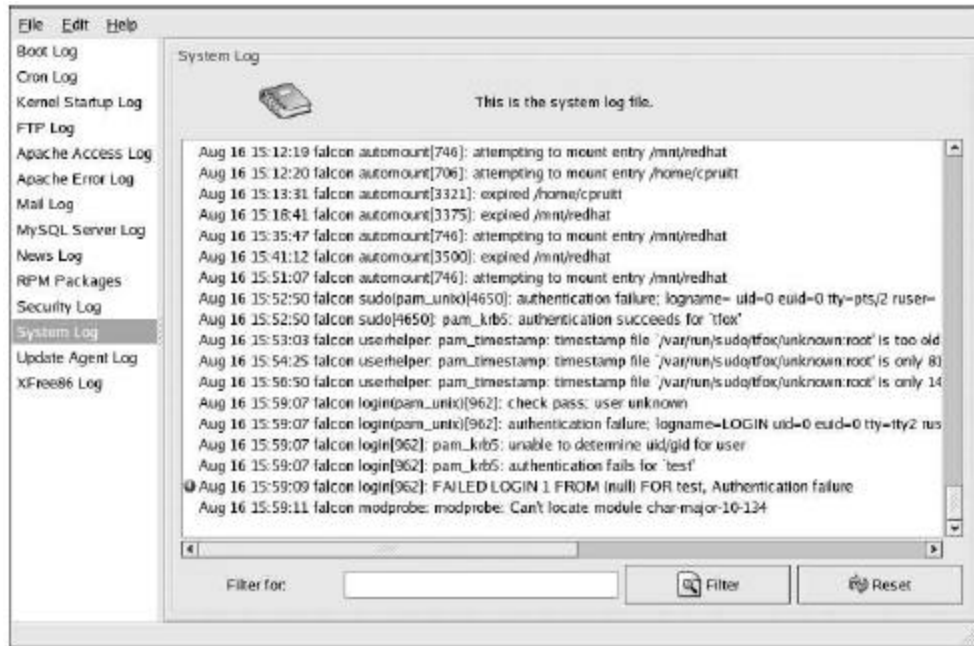 File Edit Help
Boot Log
Cron Log
Kernel Startup Log
FTP Log
Apache Access Log
Apache Error Log
Mail Log
MySQL Server Log
News Log
RPM Packages
Security Log
System Log
Update Agent Log
XFree86 Log
System Log
This is the system log file.
Aug 16 15:12:19 falcon automount[746]: attempting to mount entry /mnt/redhat
Aug 16 15:12:20 falcon automount[706]: attempting to mount entry /home/cpruitt
Aug 16 15:13:31 falcon automount[3321]: expired /home/cpruitt
Aug 16 15:18:41 falcon automount[3375]: expired /mnt/redhat
Aug 16 15:35:47 falcon automount[746]: attempting to mount entry /mnt/redhat
Aug 16 15:41:12 falcon automount[3500]: expired /mnt/redhat
Aug 16 15:51:07 falcon automount[746]: attempting to mount entry /mnt/redhat
Aug 16 15:52:50 falcon sudo(pam_unix)[4650]: authentication failure; logname= uid=0 euid=0 tty=pts/2 ruser=
Aug 16 15:52:50 falcon sudo[4650]: pam_krb5: authentication succeeds for `tfox'
Aug 16 15:53:03 falcon userhelper: pam_timestamp: timestamp file `/var/run/sudo/tfox/unknown:root' is too old
Aug 16 15:54:25 falcon userhelper: pam_timestamp: timestamp file `/var/run/sudo/tfox/unknown:root' is only 81
Aug 16 15:56:50 falcon userhelper: pam_timestamp: timestamp file `/var/run/sudo/tfox/unknown:root' is only 14
Aug 16 15:59:07 falcon login(pam_unix)[962]: check pass; user unknown
Aug 16 15:59:07 falcon login(pam_unix)[962]: authentication failure; logname=LOGIN uid=0 euid=0 tty=tty2 rus
Aug 16 15:59:07 falcon login[962]: pam_krb5: unable to determine uid/gid for user
Aug 16 15:59:07 falcon login[962]: pam_krb5: authentication fails for `test'
Aug 16 15:59:09 falcon login[962]: FAILED LOGIN 1 FROM (null) FOR test, Authentication failure
Aug 16 15:59:11 falcon modprobe: modprobe: Can't locate module char-major-10-134
Filter for:
Filter
Reset